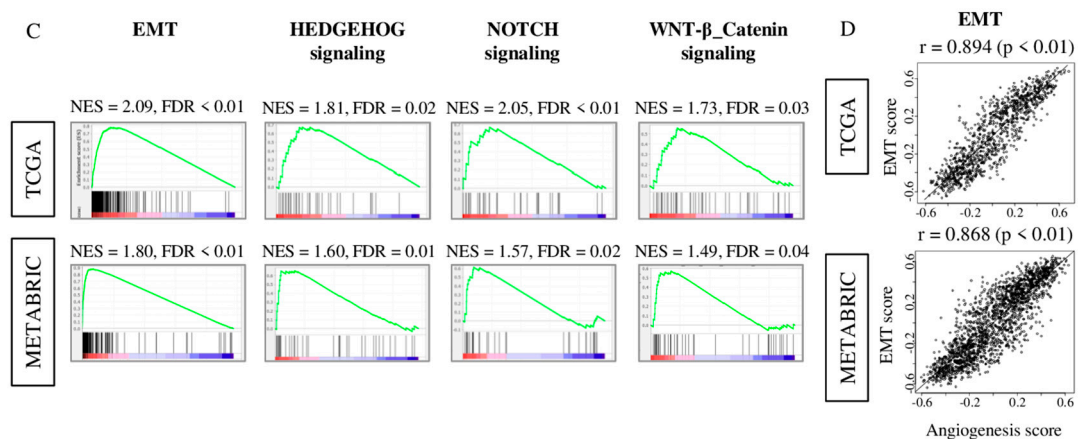 C
EMT
HEDGEHOG
signaling
NOTCH
signaling
WNT-β_Catenin
signaling
TCGA
NES = 2.09, FDR < 0.01
NES = 1.81, FDR = 0.02
NES = 2.05, FDR < 0.01
NES = 1.73, FDR = 0.03
Enrichment score (ES)
METABRIC
NES = 1.80, FDR < 0.01
NES = 1.60, FDR = 0.01
NES = 1.57, FDR = 0.02
NES = 1.49, FDR = 0.04
D
EMT
r = 0.894 (p < 0.01)
TCGA
EMT score
0.6
0.2
-0.2
-0.6
-0.6
-0.2
0.2
0.6
r = 0.868 (p < 0.01)
METABRIC
EMT score
0.6
0.2
-0.2
-0.6
-0.6
-0.2
0.2
0.6
Angiogenesis score